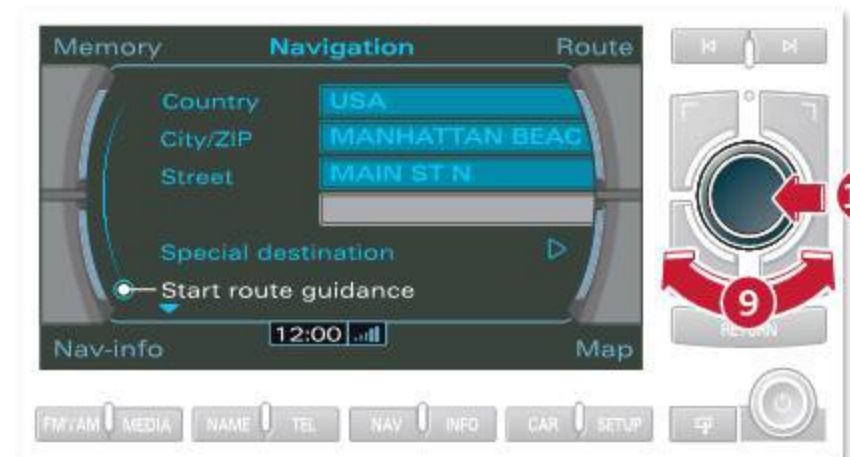 Memory Navigation Route
Country USA
City/ZIP MANHATTAN BEAC
Street MAIN ST N
Special destination
Start route guidance
12:00
Nav-info Map
9
RETURN
FM/AM MEDIA NAME TEL NAV INFO CAR SETUP